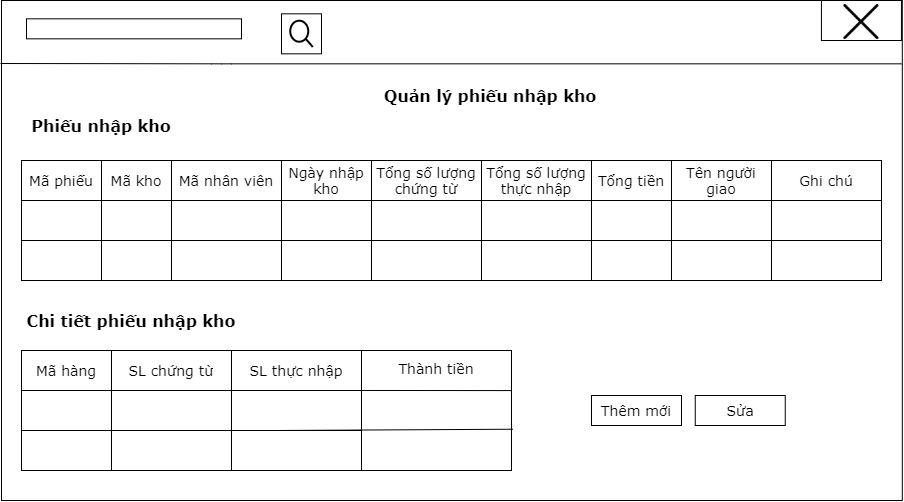 Quản lý phiếu nhập kho
Phiếu nhập kho
Mã phiếu
Mã kho
Mã nhân viên
Ngày nhập
kho
Tổng số lượng
chứng từ
Tổng số lượng
thực nhập
Tổng tiền
Tên người
giao
Ghi chú
Chi tiết phiếu nhập kho
Mã hàng
SL chứng từ
SL thực nhập
Thành tiền
Thêm mới
Sửa